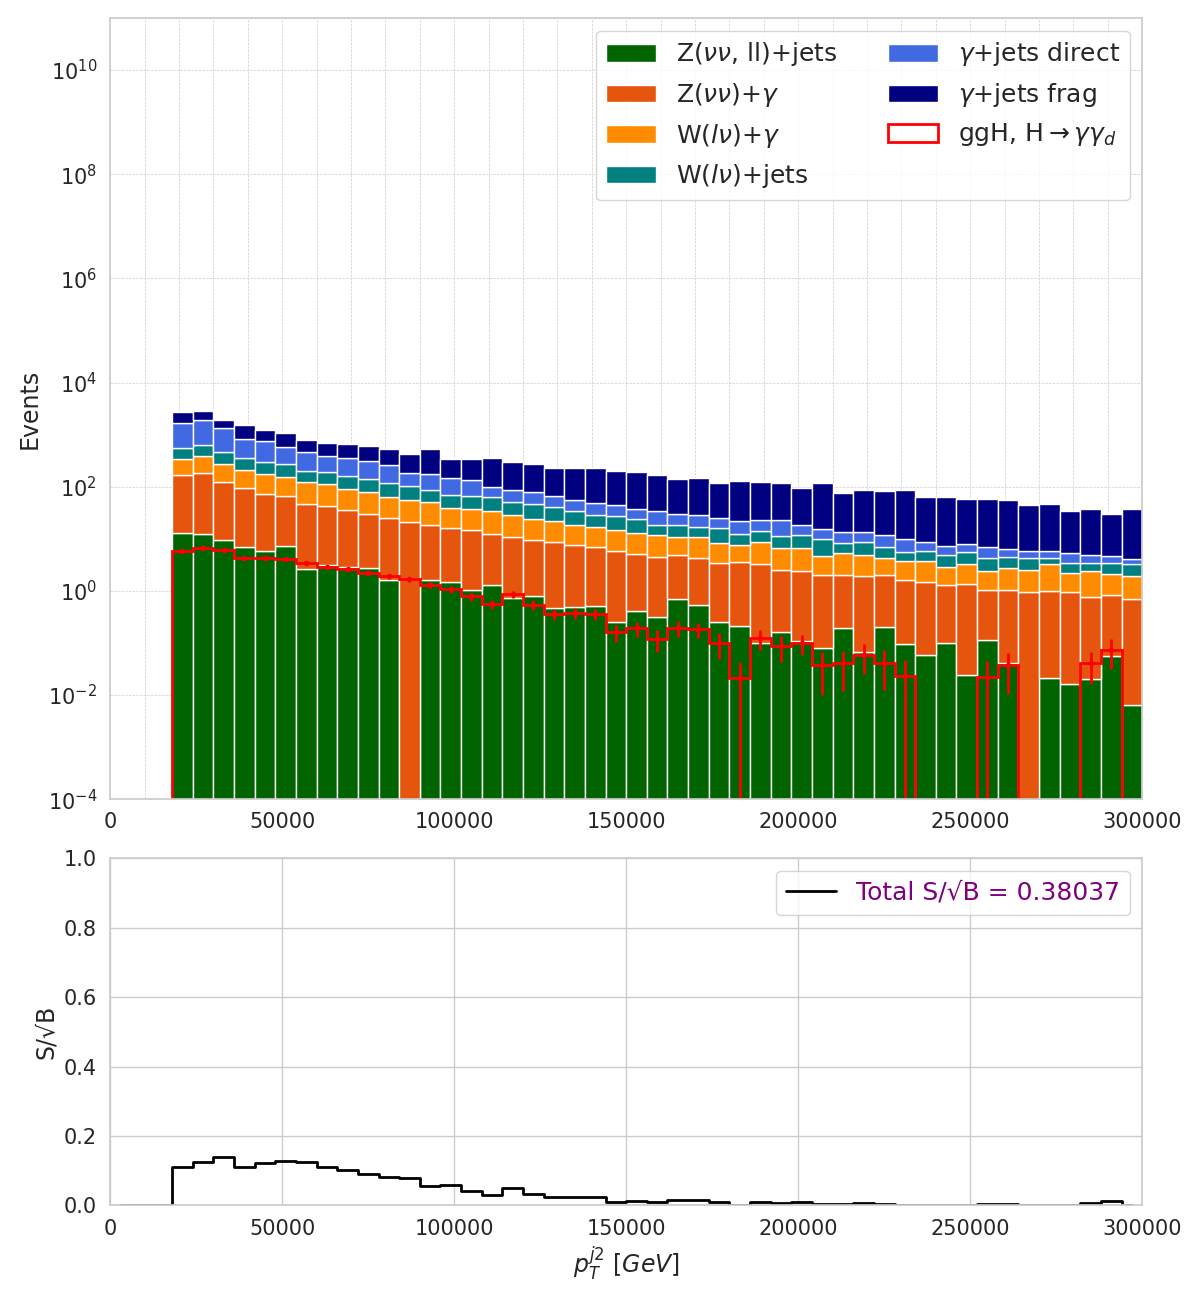 Z(νν, ll)+jets
Z(νν)+γ
W(lν)+γ
W(lν)+jets
γ+jets direct
γ+jets frag
ggH, H→γγ_d
Events
10^10
10^8
10^6
10^4
10^2
10^0
10^−2
10^−4
0 50000 100000 150000 200000 250000 300000
Total S/√B = 0.38037
S/√B
1.0
0.8
0.6
0.4
0.2
0.0
0 50000 100000 150000 200000 250000 300000
p_T^{j2} [GeV]